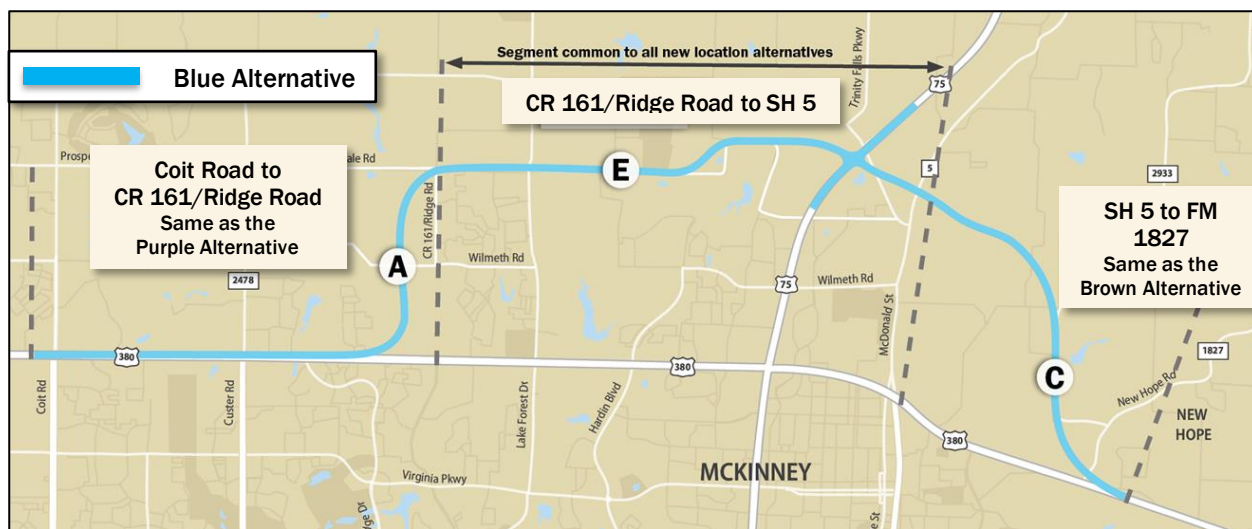 Blue Alternative
Segment common to all new location alternatives
CR 161/Ridge Road to SH 5
Trinity Falls Pkwy
75
Coit Road to
CR 161/Ridge Road
Same as the
Purple Alternative
E
5
2933
CR 161/Ridge Rd
SH 5 to FM
1827
Same as the
Brown Alternative
A
Wilmeth Rd
2478
75
Wilmeth Rd
McDonald St
380
380
1827
Coit Rd
Custer Rd
Lake Forest Dr
Hardin Blvd
C
New Hope Rd
NEW
HOPE
380
MCKINNEY
Virginia Pkwy